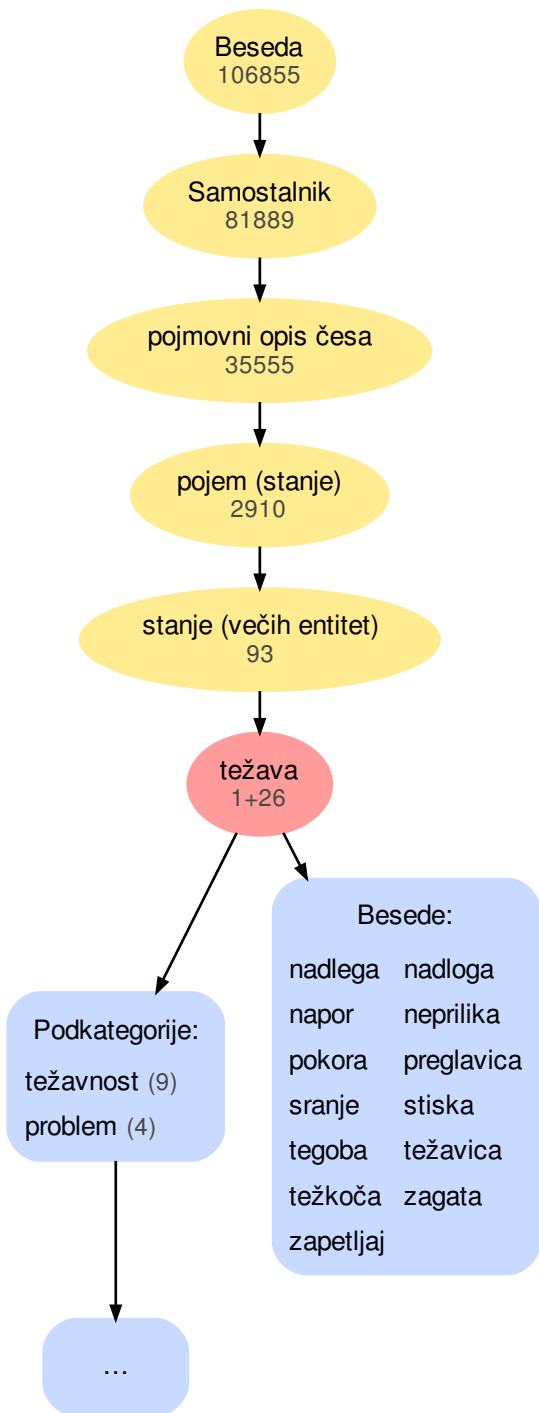 Beseda
106855
Samostalnik
81889
pojmovni opis česa
35555
pojem (stanje)
2910
stanje (večih entitet)
93
težava
1+26
Podkategorije:
težavnost (9)
problem (4)
...
Besede:
nadlega nadloga
napor neprilika
pokora preglavica
sranje stiska
tegoba težavica
težkoča zagata
zapetljaj